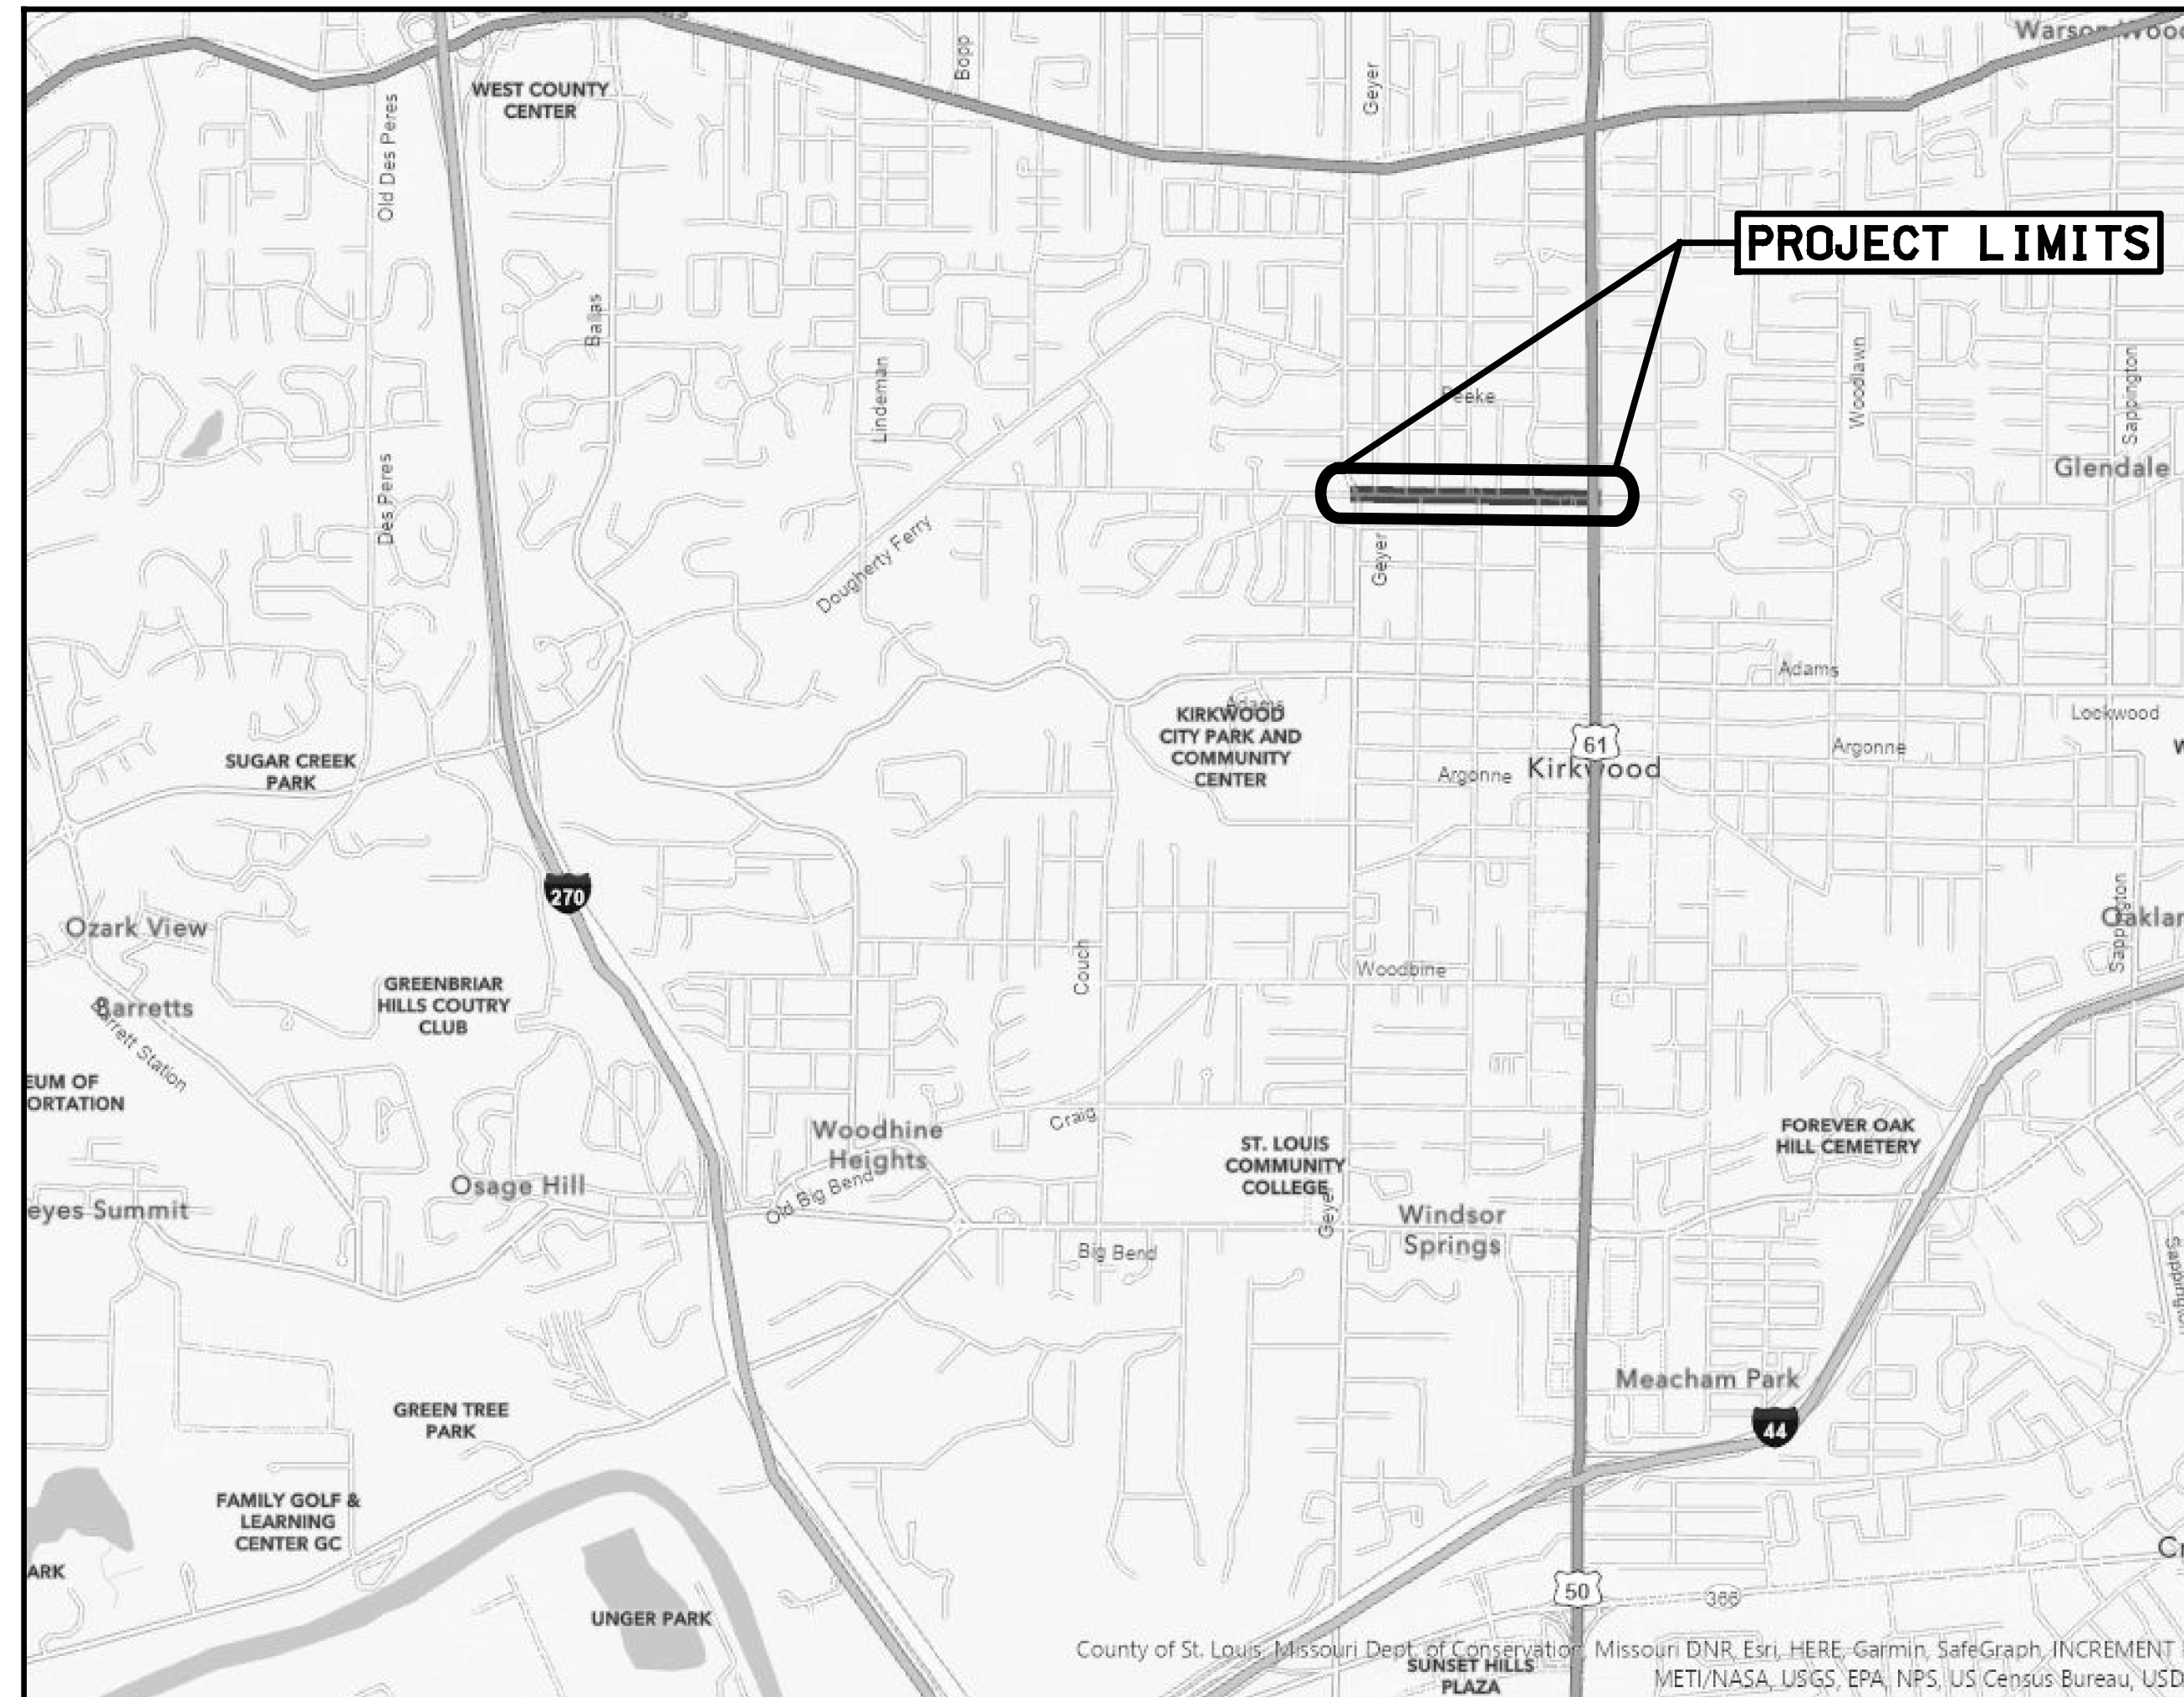 Warson Wood
Bopp
Geyer
WEST COUNTY
CENTER
Old Des Peres
PROJECT LIMITS
Ballas
Lindeman
Peeke
Woodlawn
Sappington
Glendale
Des Peres
Dougherty Ferry
Geyer
Adams
Adams
KIRKWOOD
CITY PARK AND
COMMUNITY
CENTER
Lockwood
61
Kirkwood
Argonne
Argonne
SUGAR CREEK
PARK
270
Ozark View
Sappington
Oaklan
Couch
Woodbine
GREENBRIAR
HILLS COUTRY
CLUB
Barretts
Barrett Station
EUM OF
ORTATION
Woodhine
Heights
Craig
ST. LOUIS
COMMUNITY
COLLEGE
FOREVER OAK
HILL CEMETERY
Osage Hill
Old Big Bend
Geyer
eyes Summit
Windsor
Springs
Big Bend
Sappington
Meacham Park
44
GREEN TREE
PARK
FAMILY GOLF &
LEARNING
CENTER GC
ARK
Cr
50
366
UNGER PARK
County of St. Louis, Missouri Dept. of Conservation, Missouri DNR, Esri, HERE, Garmin, SafeGraph, INCREMENT
SUNSET HILLS
PLAZA
METI/NASA, USGS, EPA, NPS, US Census Bureau, USD